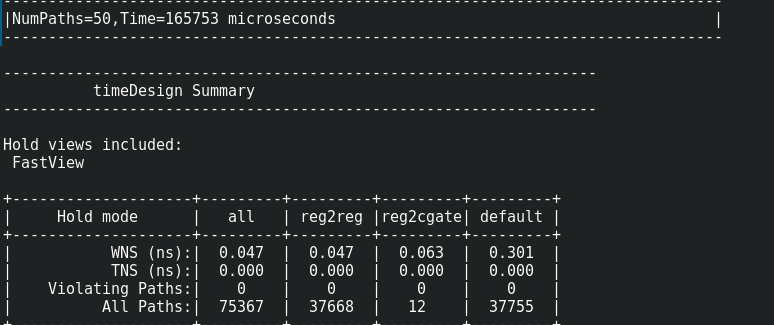 --------------------------------------------------------------------------------
|NumPaths=50,Time=165753 microseconds                                          |
--------------------------------------------------------------------------------
------------------------------------------------------------------
          timeDesign Summary
------------------------------------------------------------------
Hold views included:
 FastView
+--------------------+---------+---------+---------+---------+
|     Hold mode      |   all   | reg2reg |reg2cgate| default |
+--------------------+---------+---------+---------+---------+
|           WNS (ns):|  0.047  |  0.047  |  0.063  |  0.301  |
|           TNS (ns):|  0.000  |  0.000  |  0.000  |  0.000  |
|    Violating Paths:|    0    |    0    |    0    |    0    |
|          All Paths:|  75367  |  37668  |   12    |  37755  |
+--------------------+---------+---------+---------+---------+